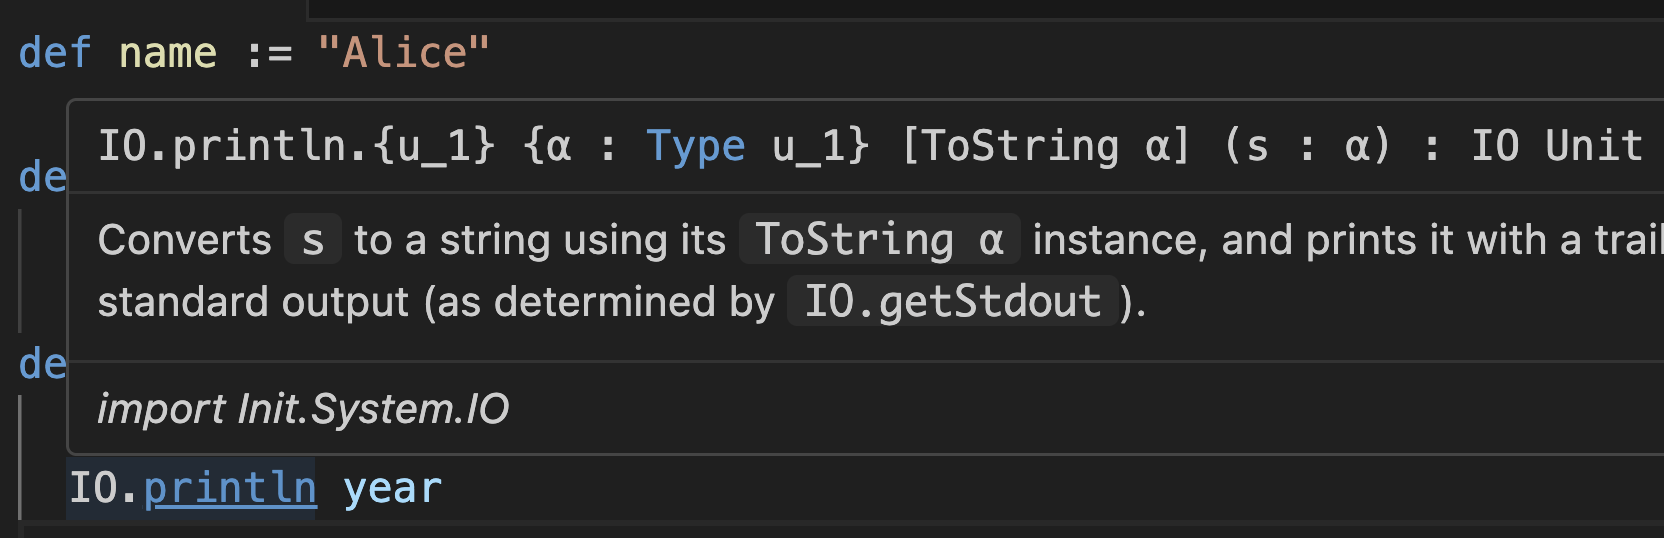 def name := "Alice"
IO.println.{u_1} {α : Type u_1} [ToString α] (s : α) : IO Unit
de
Converts s to a string using its ToString α instance, and prints it with a trail
standard output (as determined by IO.getStdout ).
de
import Init.System.IO
IO.println year